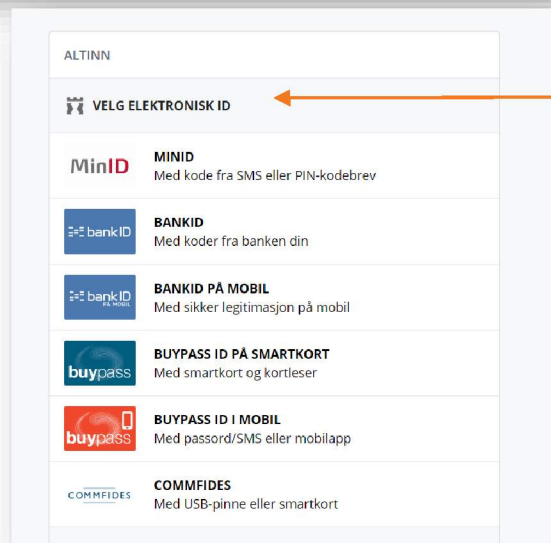 ALTINN
VELG ELEKTRONISK ID
MinID
MINID
Med kode fra SMS eller PIN-kodebrev
bankID
BANKID
Med koder fra banken din
bankID
PÅ MOBIL
BANKID PÅ MOBIL
Med sikker legitimasjon på mobil
buypass
BUYPASS ID PÅ SMARTKORT
Med smartkort og kortleser
buypass
BUYPASS ID I MOBIL
Med passord/SMS eller mobilapp
COMMFIDES
COMMFIDES
Med USB-pinne eller smartkort